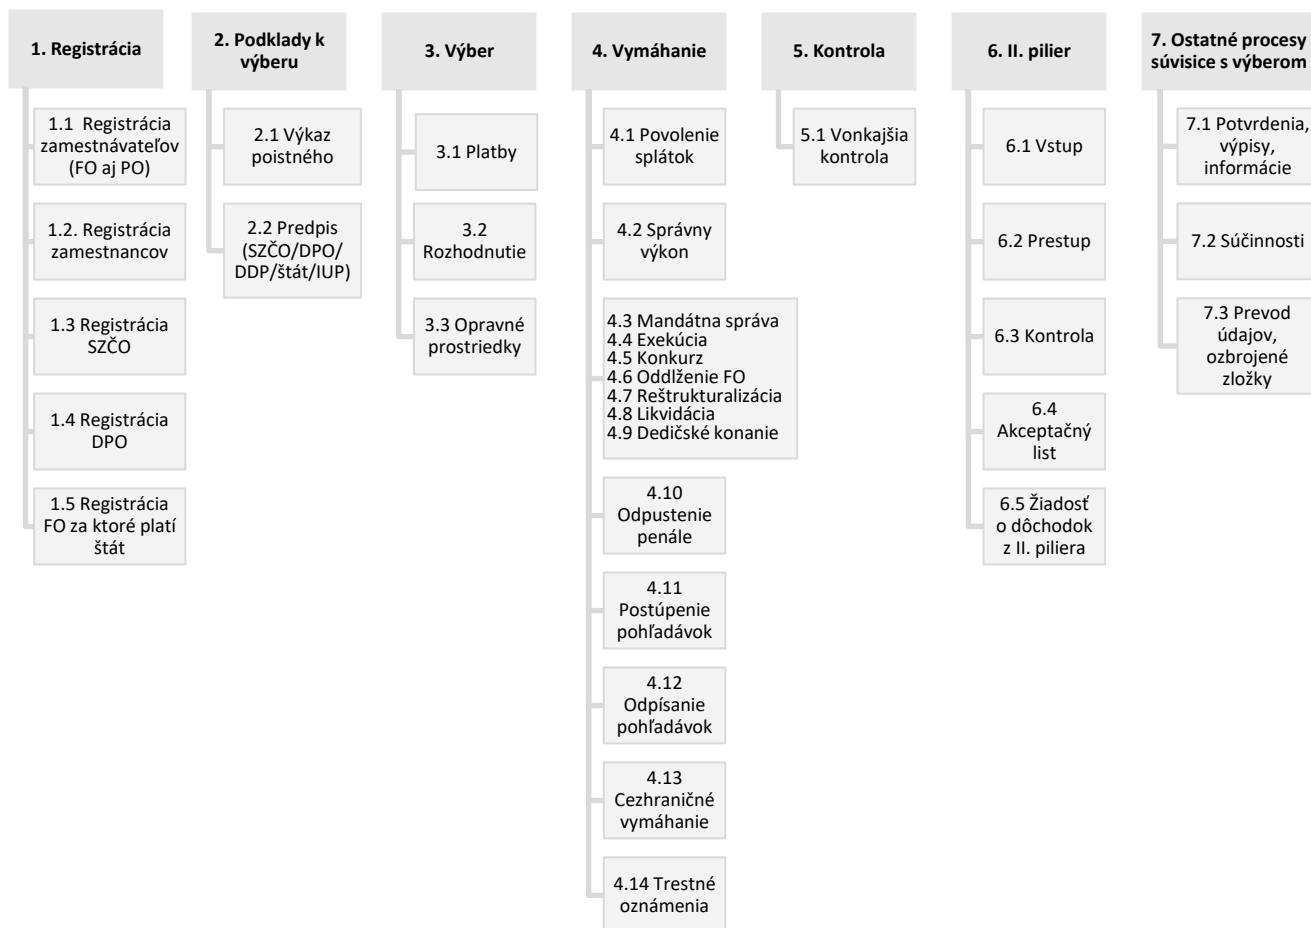 1. Registrácia
1.1 Registrácia
zamestnávateľov
(FO aj PO)
1.2. Registrácia
zamestnancov
1.3 Registrácia
SZČO
1.4 Registrácia
DPO
1.5 Registrácia
FO za ktoré platí
štát
2. Podklady k
výberu
2.1 Výkaz
poistného
2.2 Predpis
(SZČO/DPO/
DDP/štát/IUP)
3. Výber
3.1 Platby
3.2
Rozhodnutie
3.3 Opravné
prostriedky
4. Vymáhanie
4.1 Povolenie
splátok
4.2 Správny
výkon
4.3 Mandátna správa
4.4 Exekúcia
4.5 Konkurz
4.6 Oddlženie FO
4.7 Reštrukturalizácia
4.8 Likvidácia
4.9 Dedičské konanie
4.10
Odpustenie
penále
4.11
Postúpenie
pohľadávok
4.12
Odpísanie
pohľadávok
4.13
Cezhraničné
vymáhanie
4.14 Trestné
oznámenia
5. Kontrola
5.1 Vonkajšia
kontrola
6. II. pilier
6.1 Vstup
6.2 Prestup
6.3 Kontrola
6.4
Akceptačný
list
6.5 Žiadosť
o dôchodok
z II. piliera
7. Ostatné procesy
súvisice s výberom
7.1 Potvrdenia,
výpisy,
informácie
7.2 Súčinnosti
7.3 Prevod
údajov,
ozbrojené
zložky